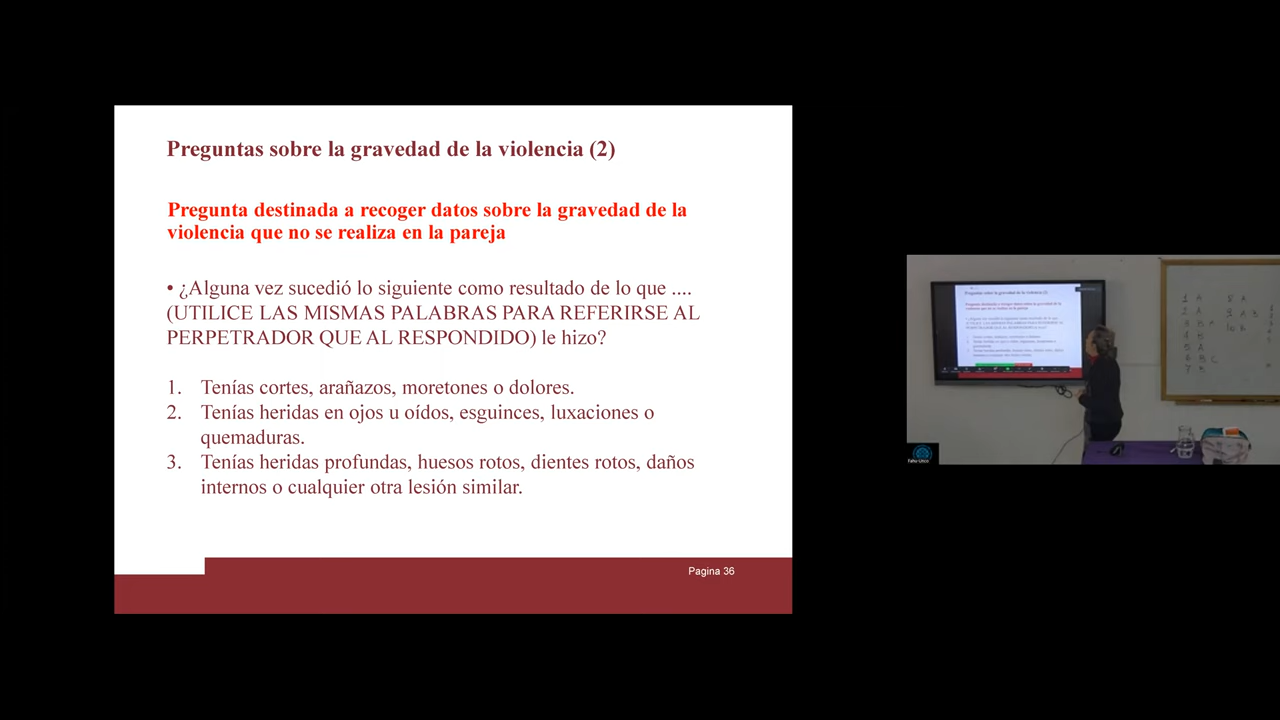 Preguntas sobre la gravedad de la violencia (2)
Pregunta destinada a recoger datos sobre la gravedad de la
violencia que no se realiza en la pareja
• ¿Alguna vez sucedió lo siguiente como resultado de lo que ....
(UTILICE LAS MISMAS PALABRAS PARA REFERIRSE AL
PERPETRADOR QUE AL RESPONDIDO) le hizo?
1. Tenías cortes, arañazos, moretones o dolores.
2. Tenías heridas en ojos u oídos, esguinces, luxaciones o
quemaduras.
3. Tenías heridas profundas, huesos rotos, dientes rotos, daños
internos o cualquier otra lesión similar.
Pagina 36